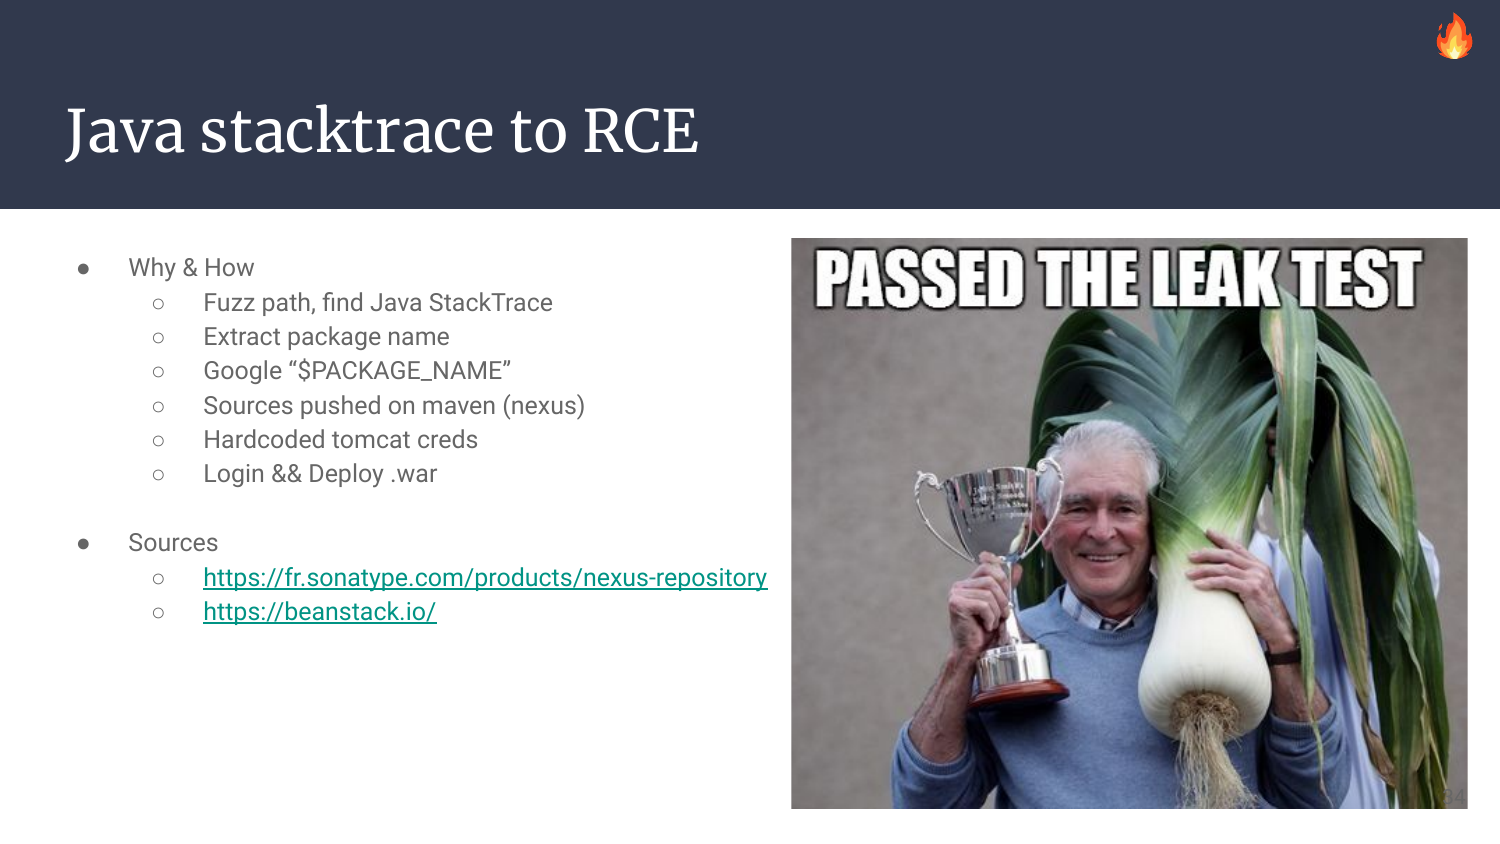 Java stacktrace to RCE
● Why & How
○ Fuzz path, find Java StackTrace
○ Extract package name
○ Google “$PACKAGE_NAME”
○ Sources pushed on maven (nexus)
○ Hardcoded tomcat creds
○ Login && Deploy .war
● Sources
○ https://fr.sonatype.com/products/nexus-repository
○ https://beanstack.io/
PASSED THE LEAK TEST